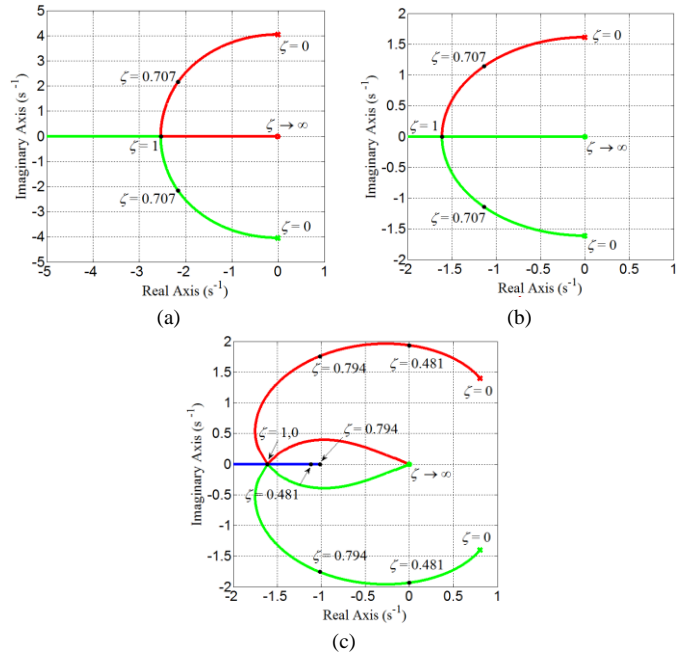 (a)
5
4
3
2
1
0
-1
-2
-3
-4
-5
Imaginary Axis (s⁻¹)
ζ = 0
ζ = 0.707
ζ → ∞
ζ = 1
ζ = 0.707
ζ = 0
-5
-4
-3
-2
-1
0
1
Real Axis (s⁻¹)
(a)
(b)
2
1.5
1
0.5
0
-0.5
-1
-1.5
-2
Imaginary Axis (s⁻¹)
ζ = 0
ζ = 0.707
ζ = 1
ζ → ∞
ζ = 0.707
ζ = 0
-2
-1.5
-1
-0.5
0
0.5
1
Real Axis (s⁻¹)
(b)
(c)
2
1.5
1
0.5
0
-0.5
-1
-1.5
-2
Imaginary Axis (s⁻¹)
ζ = 0.794
ζ = 0.481
ζ = 0
ζ = 1,0
ζ = 0.794
ζ → ∞
ζ = 0.481
ζ = 0
ζ = 0.794
ζ = 0.481
-2
-1.5
-1
-0.5
0
0.5
1
Real Axis (s⁻¹)
(c)